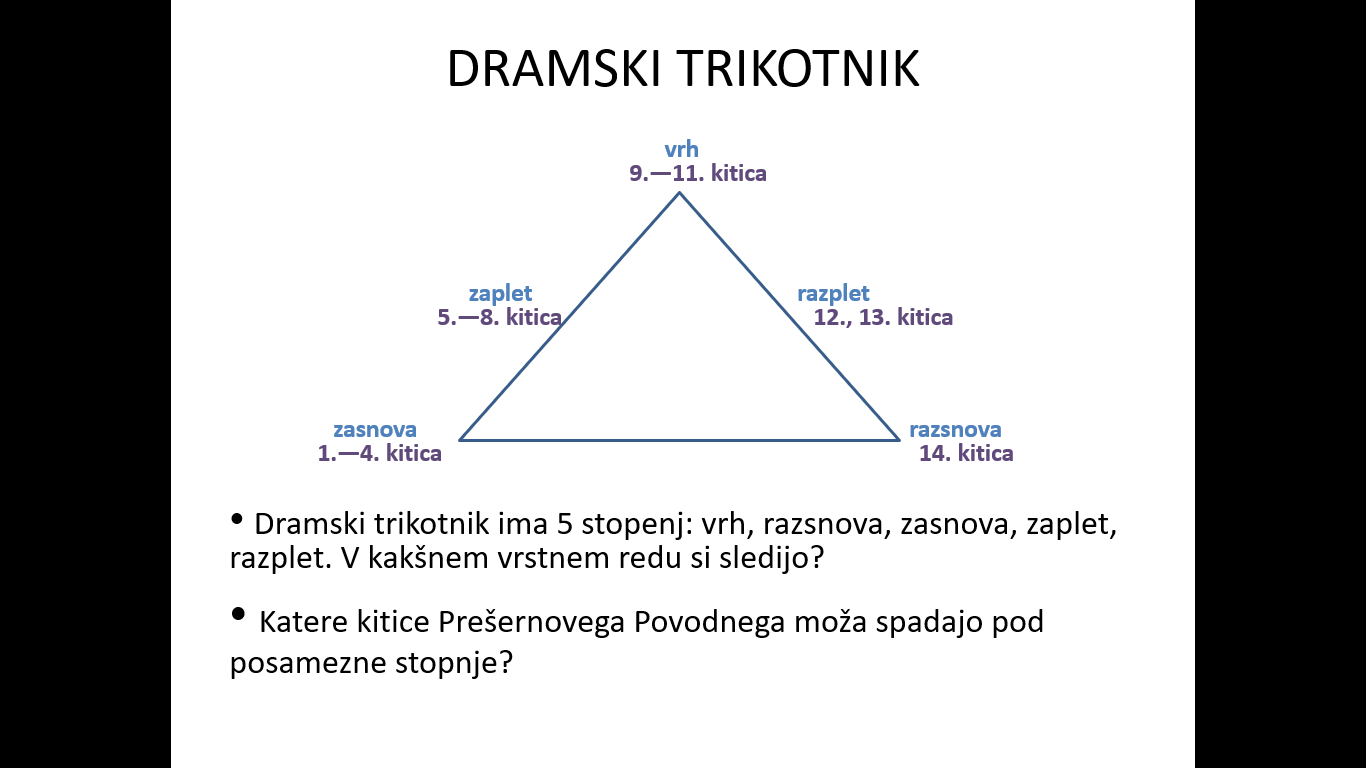 DRAMSKI TRIKOTNIK
vrh
9.—11. kitica
zaplet
5.—8. kitica
razplet
12., 13. kitica
zasnova
1.—4. kitica
razsnova
14. kitica
• Dramski trikotnik ima 5 stopenj: vrh, razsnova, zasnova, zaplet,
razplet. V kakšnem vrstnem redu si sledijo?
• Katere kitice Prešernovega Povodnega moža spadajo pod
posamezne stopnje?